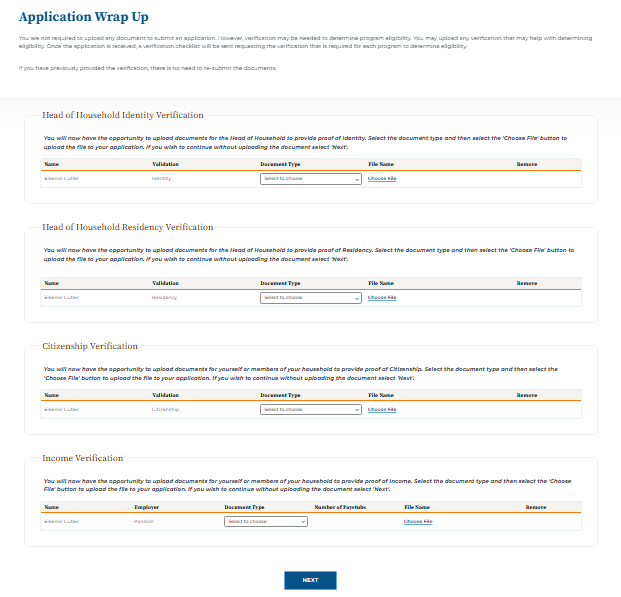 Application Wrap Up
You are not required to upload any document to submit an application. However, verification may be needed to determine program eligibility. You may upload any verification that may help with determining
eligibility. Once the application is received, a verification checklist will be sent requesting the verification that is required for each program to determine eligibility.
If you have previously provided the verification, there is no need to re-submit the documents.
Head of Household Identity Verification
You will now have the opportunity to upload documents for the Head of Household to provide proof of Identity. Select the document type and then select the 'Choose File' button to
upload the file to your application. If you wish to continue without uploading the document select 'Next'.
Name Validation Document Type File Name Remove
Eleanor Cutler Identity Select to choose Choose File
Head of Household Residency Verification
You will now have the opportunity to upload documents for the Head of Household to provide proof of Residency. Select the document type and then select the 'Choose File' button to
upload the file to your application. If you wish to continue without uploading the document select 'Next'.
Name Validation Document Type File Name Remove
Eleanor Cutler Residency Select to choose Choose File
Citizenship Verification
You will now have the opportunity to upload documents for yourself or members of your household to provide proof of Citizenship. Select the document type and then select the
'Choose File' button to upload the file to your application. If you wish to continue without uploading the document select 'Next'.
Name Validation Document Type File Name Remove
Eleanor Cutler Citizenship Select to choose Choose File
Income Verification
You will now have the opportunity to upload documents for yourself or members of your household to provide proof of Income. Select the document type and then select the 'Choose
File' button to upload the file to your application. If you wish to continue without uploading the document select 'Next'.
Name Employer Document Type Number of Paystubs File Name Remove
Eleanor Cutler Pension Select to choose Choose File
NEXT